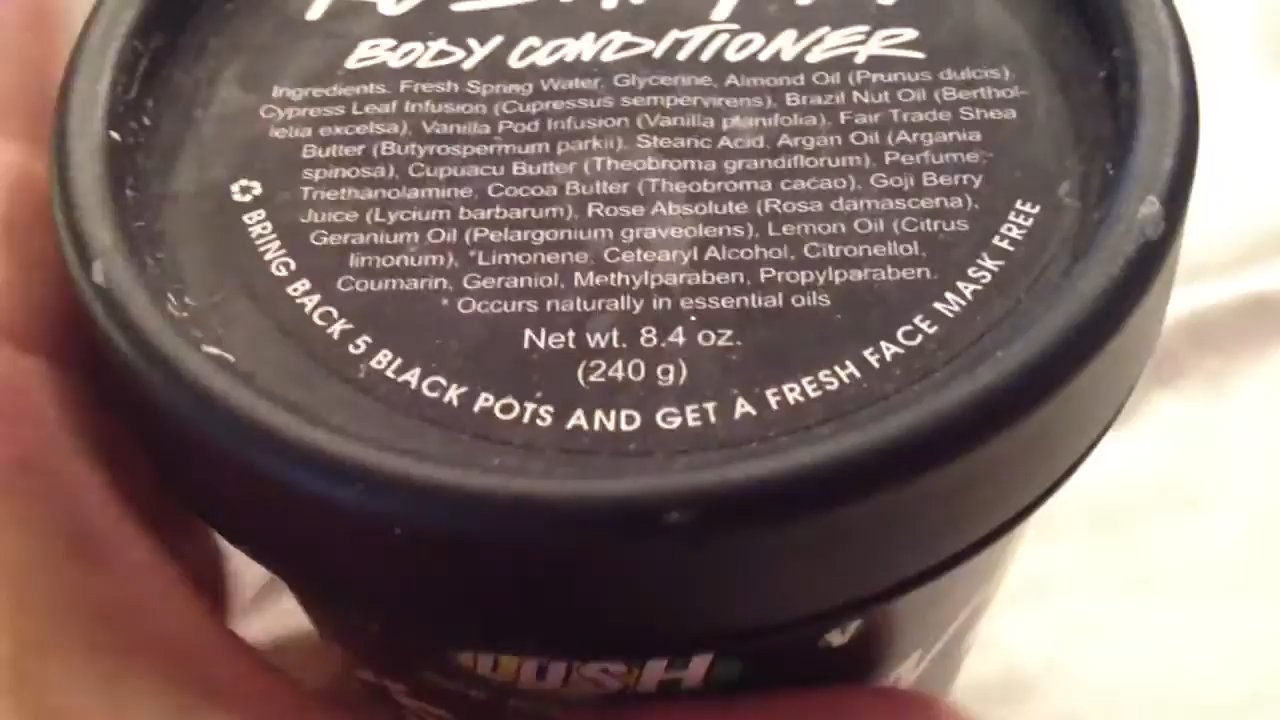 BODY CONDITIONER
Ingredients. Fresh Spring Water, Glycerine, Almond Oil (Prunus dulcis),
Cypress Leaf Infusion (Cupressus sempervirens), Brazil Nut Oil (Berthol-
letia excelsa), Vanilla Pod Infusion (Vanilla planifolia), Fair Trade Shea
Butter (Butyrospermum parkii), Stearic Acid, Argan Oil (Argania
spinosa), Cupuacu Butter (Theobroma grandiflorum), Perfume,
Triethanolamine, Cocoa Butter (Theobroma cacao), Goji Berry
Juice (Lycium barbarum), Rose Absolute (Rosa damascena),
Geranium Oil (Pelargonium graveolens), Lemon Oil (Citrus
limonum), *Limonene, Cetearyl Alcohol, Citronellol,
Coumarin, Geraniol, Methylparaben, Propylparaben.
* Occurs naturally in essential oils
Net wt. 8.4 oz.
(240 g)
BRING BACK 5 BLACK POTS AND GET A FRESH FACE MASK FREE
LUSH